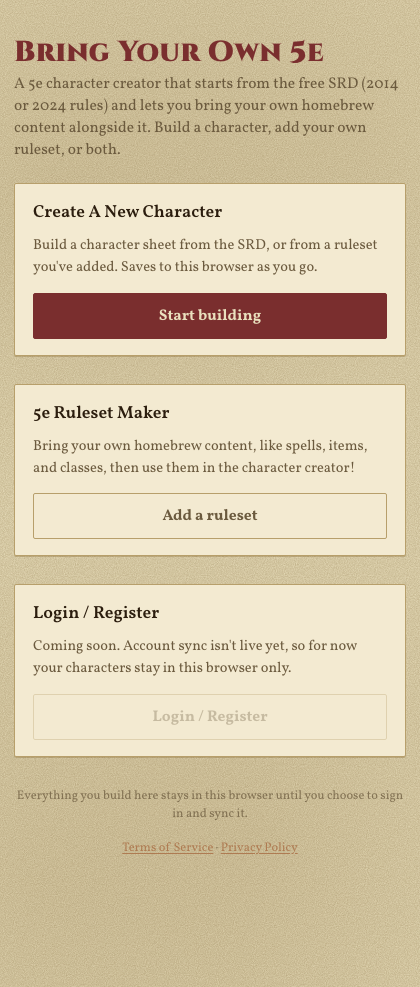 Bring Your Own 5e
A 5e character creator that starts from the free SRD (2014
or 2024 rules) and lets you bring your own homebrew
content alongside it. Build a character, add your own
ruleset, or both.
Create A New Character
Build a character sheet from the SRD, or from a ruleset
you've added. Saves to this browser as you go.
Start building
5e Ruleset Maker
Bring your own homebrew content, like spells, items,
and classes, then use them in the character creator!
Add a ruleset
Login / Register
Coming soon. Account sync isn't live yet, so for now
your characters stay in this browser only.
Login / Register
Everything you build here stays in this browser until you choose to sign
in and sync it.
Terms of Service · Privacy Policy